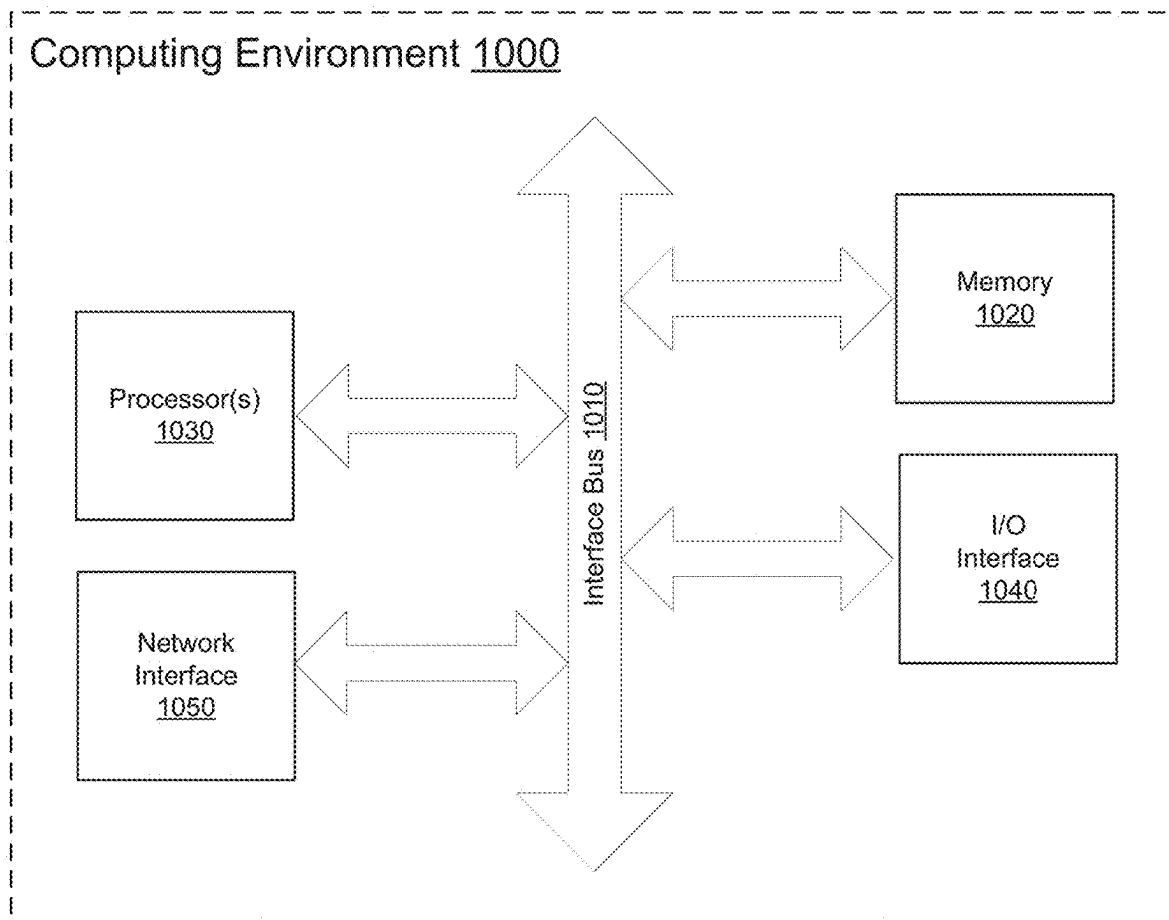 Computing Environment 1000
Memory
1020
Processor(s)
1030
Interface Bus 1010
I/O
Interface
1040
Network
Interface
1050